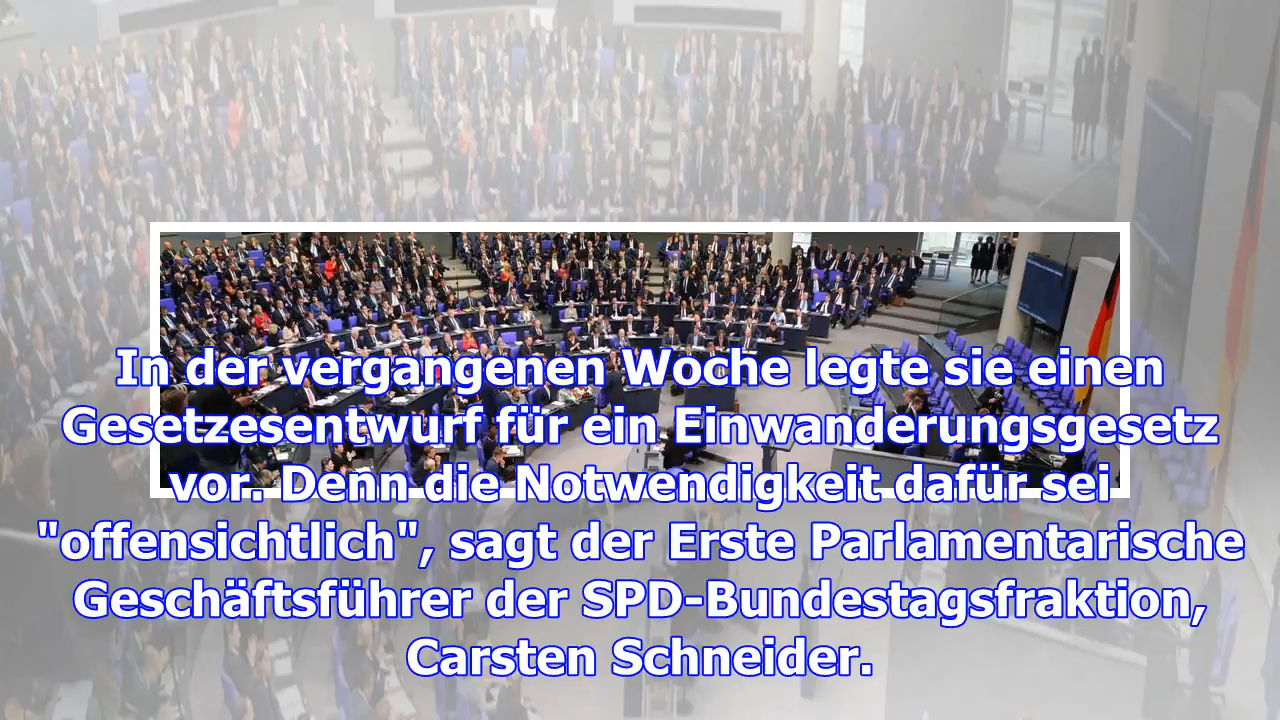 In der vergangenen Woche legte sie einen
Gesetzesentwurf für ein Einwanderungsgesetz
vor. Denn die Notwendigkeit dafür sei
"offensichtlich", sagt der Erste Parlamentarische
Geschäftsführer der SPD-Bundestagsfraktion,
Carsten Schneider.